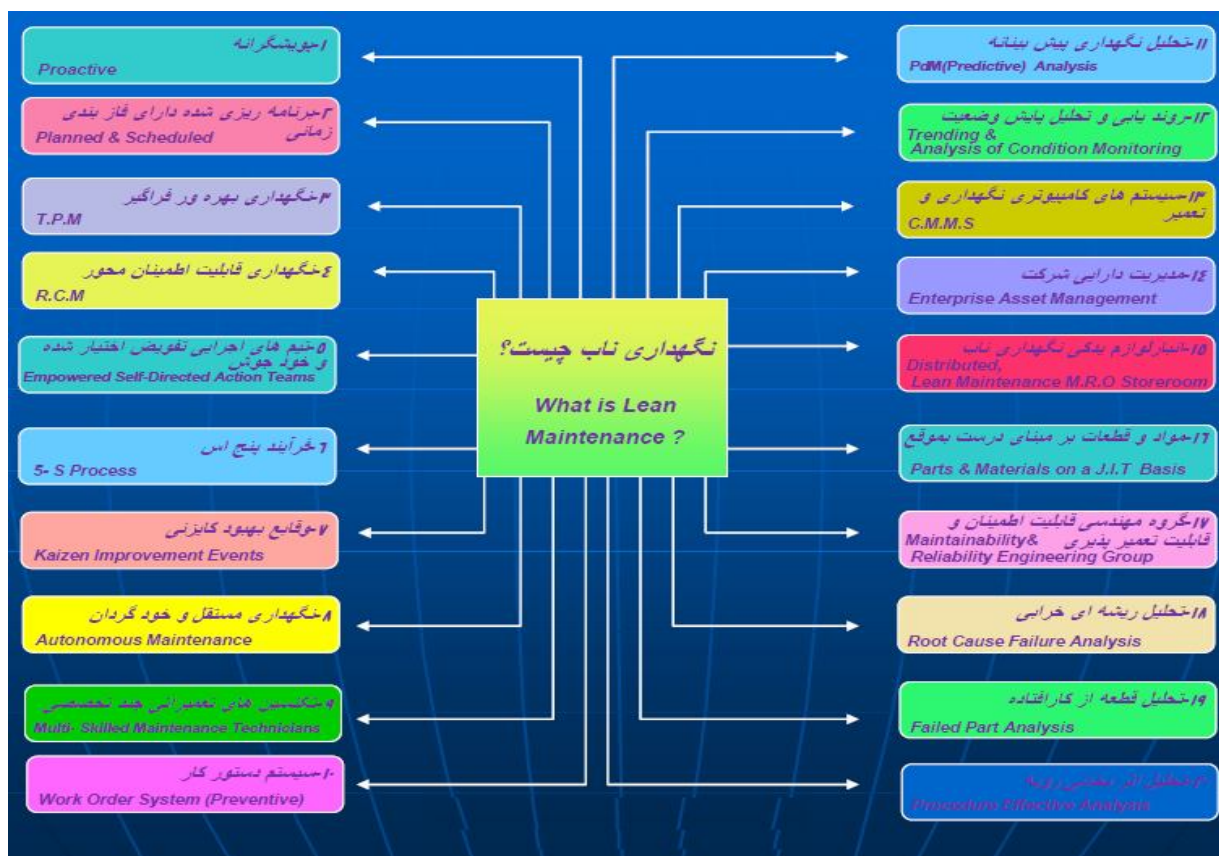 ۱-پویشگرانه
Proactive
۲-برنامه ریزی شده دارای فاز بندی
زمانی
Planned & Scheduled
۳-نگهداری بهره ور فراگیر
T.P.M
۴-نگهداری قابلیت اطمینان محور
R.C.M
۵-تیم های اجرایی تفویض اختیار شده
و خود جوش
Empowered Self-Directed Action Teams
۶-فرآیند پنج اس
5- S Process
۷-وقایع بهبود کایزنی
Kaizen Improvement Events
۸-نگهداری مستقل و خود گردان
Autonomous Maintenance
۹-تکنسین های تعمیراتی چند تخصصی
Multi- Skilled Maintenance Technicians
۱۰-سیستم دستور کار
Work Order System (Preventive)
نگهداری ناب چیست؟
What is Lean
Maintenance ?
۱۱-تحلیل نگهداری پیش بینانه
PdM(Predictive) Analysis
۱۲-روند یابی و تحلیل پایش وضعیت
Trending &
Analysis of Condition Monitoring
۱۳-سیستم های کامپیوتری نگهداری و
تعمیر
C.M.M.S
۱۴-مدیریت دارایی شرکت
Enterprise Asset Management
۱۵-انبارلوازم یدکی نگهداری ناب
Distributed,
Lean Maintenance M.R.O Storeroom
۱۶-مواد و قطعات بر مبنای درست بموقع
Parts & Materials on a J.I.T Basis
۱۷-گروه مهندسی قابلیت اطمینان و
قابلیت تعمیر پذیری
Maintainability&
Reliability Engineering Group
۱۸-تحلیل ریشه ای خرابی
Root Cause Failure Analysis
۱۹-تحلیل قطعه از کارافتاده
Failed Part Analysis
۲۰-تحلیل اثر بخشی رویه
Procedure Effective Analysis